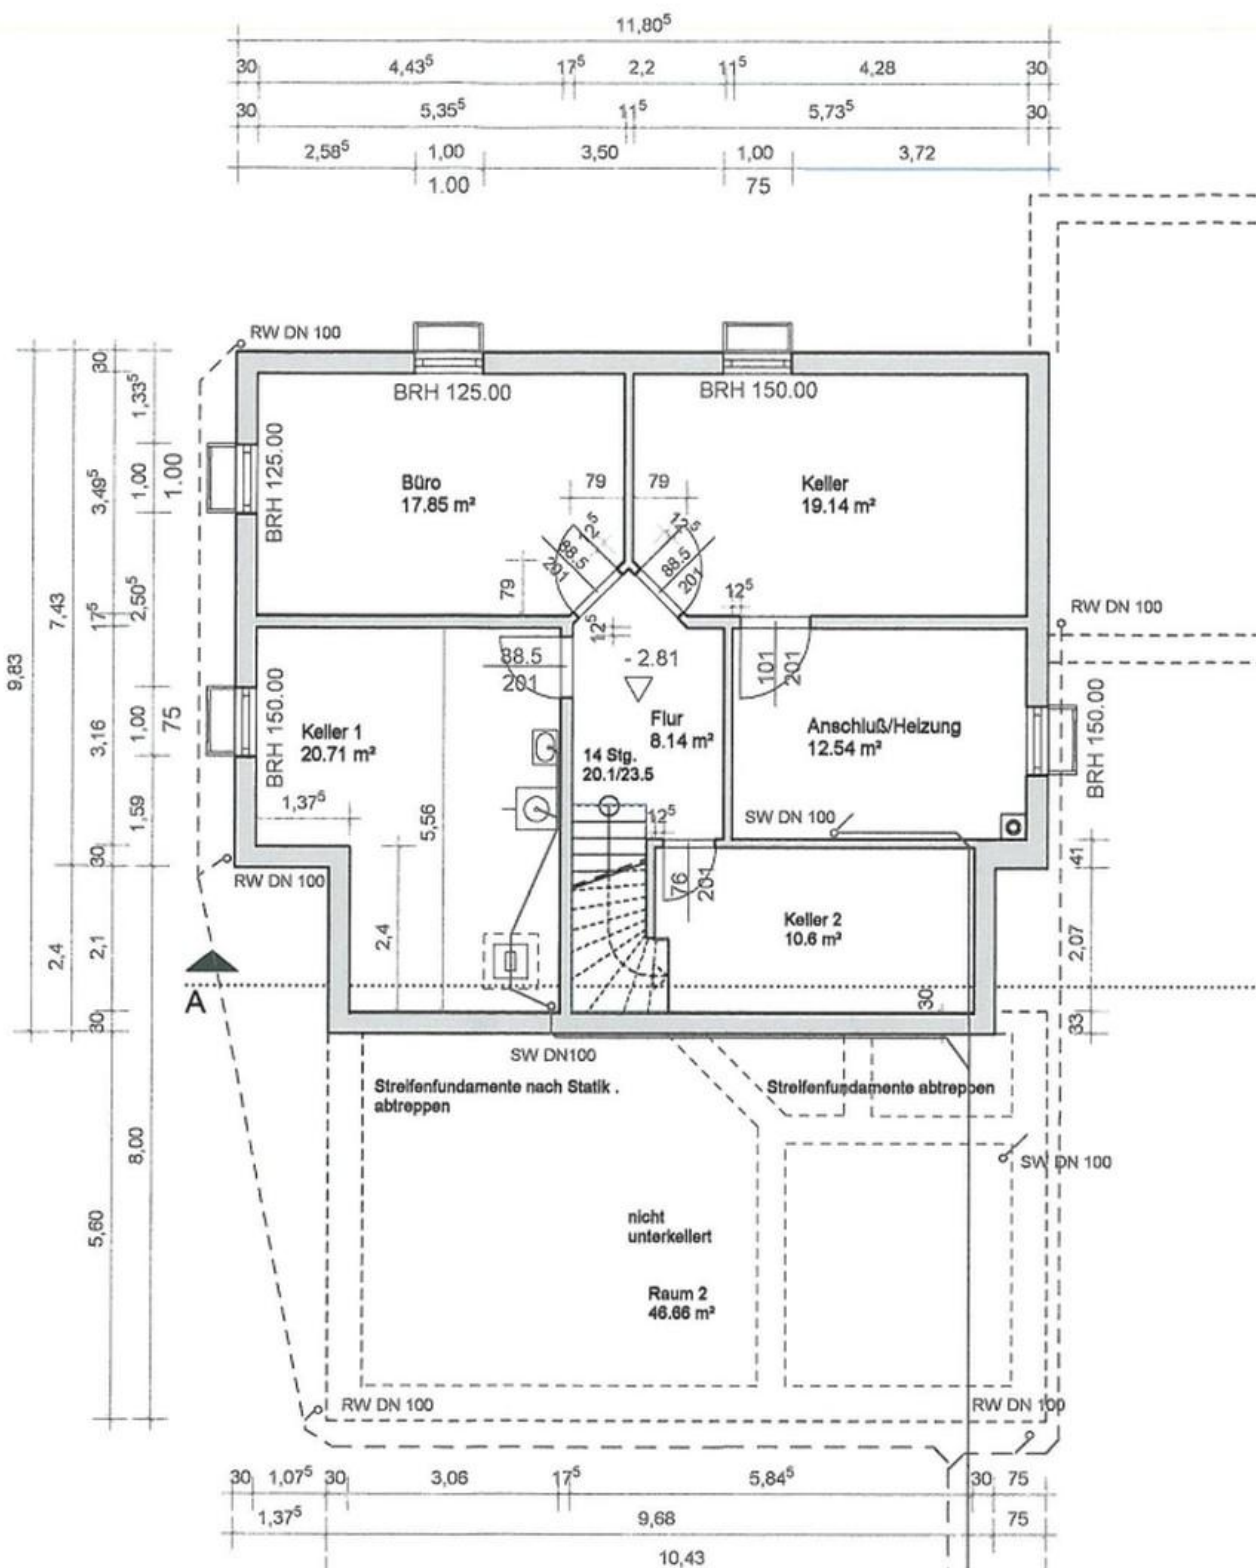 11,80⁵
30 4,43⁵ 17⁵ 2,2 11⁵ 4,28 30
30 5,35⁵ 11⁵ 5,73⁵ 30
2,58⁵ 1,00 3,50 1,00 3,72
1.00 75
RW DN 100
BRH 125.00
BRH 150.00
30
1,33⁵
1,00
1.00
3,49⁵
BRH 125.00
Büro
17.85 m²
79
79
Keller
19.14 m²
12⁵
88.5
201
12⁵
88.5
201
79
12⁵
12⁵
7,43
9,83
17⁵
2,50⁵
RW DN 100
88.5
201
- 2.81
101
201
3,16
1,00
75
BRH 150.00
Keller 1
20.71 m²
Flur
8.14 m²
Anschluß/Heizung
12.54 m²
BRH 150.00
14 Stg.
20.1/23.5
1,37⁵
5,56
1,59
12⁵
SW DN 100
30
RW DN 100
41
76
201
2,4
2,4
2,1
Keller 2
10.6 m²
2,07
A
30
30
33
SW DN100
Streifenfundamente nach Statik .
abtreppen
Streifenfundamente abtreppen
8,00
SW DN 100
5,60
nicht
unterkellert
Raum 2
46.66 m²
RW DN 100
RW DN 100
30 1,07⁵ 30 3,06 17⁵ 5,84⁵ 30 75
1,37⁵ 9,68 75
10,43